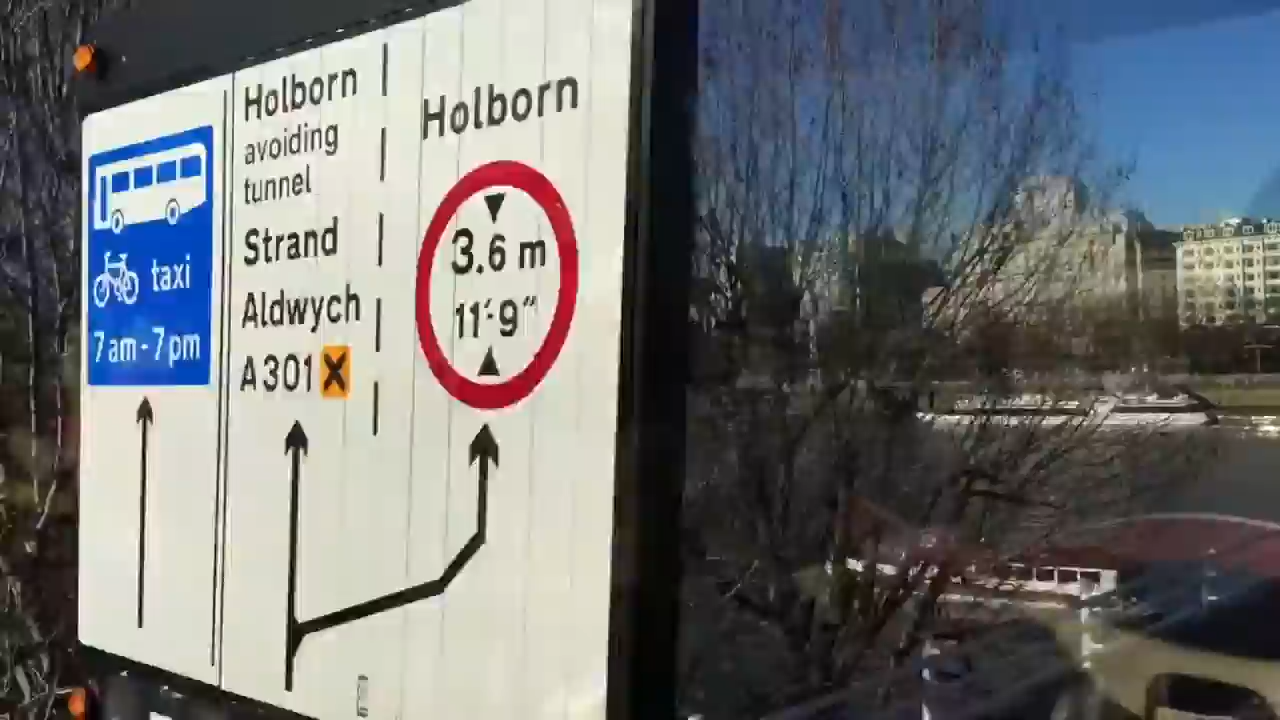 taxi
7am-7pm
Holborn
avoiding
tunnel
Strand
Aldwych
A301 X
Holborn
3.6 m
11'-9"